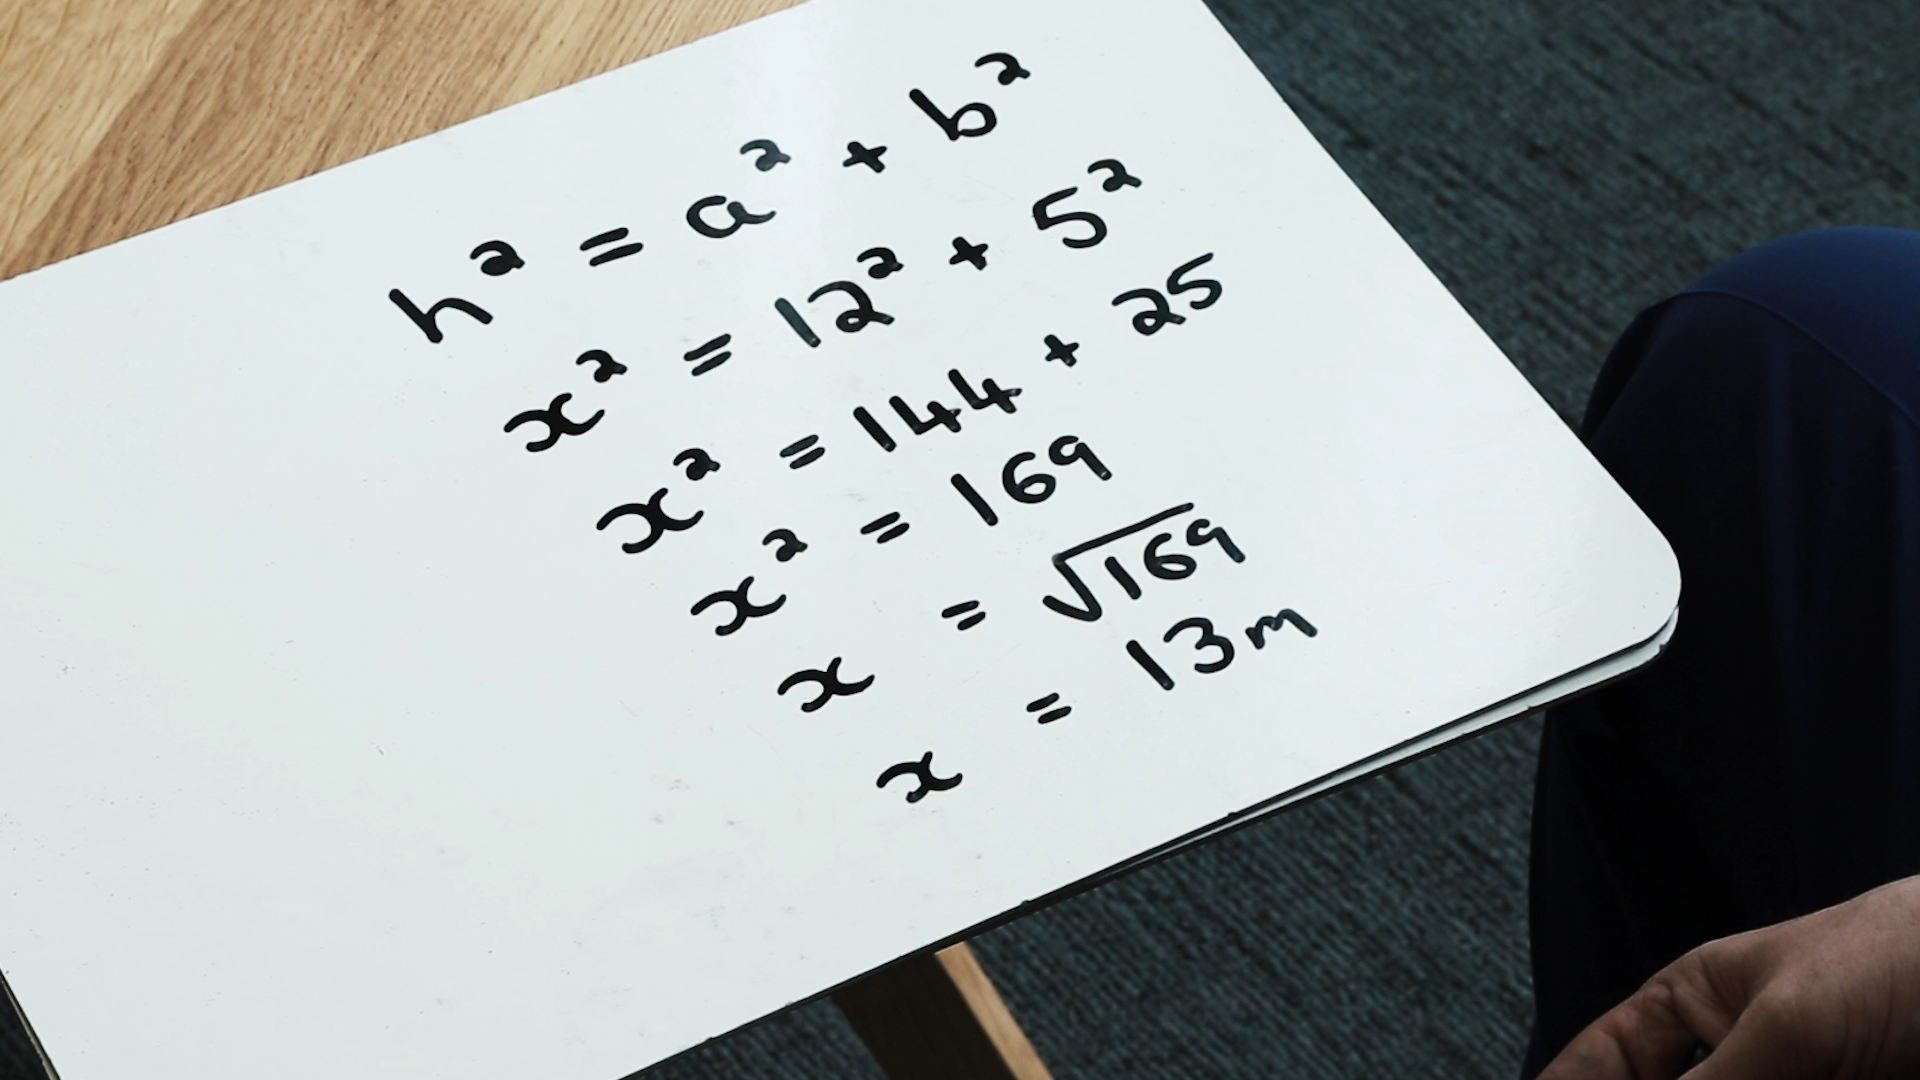 h² = a² + b²
x² = 12² + 5²
x² = 144 + 25
x² = 169
x = √169
x = 13m